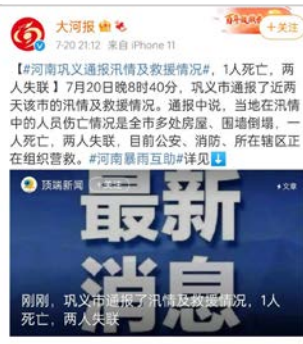 大河报
+关注
7-20 21:12 来自 iPhone 11
【#河南巩义通报汛情及救援情况#，1人死亡，两
人失联】7月20日晚8时40分，巩义市通报了近两
天该市的汛情及救援情况。通报中说，当地在汛情
中的人员伤亡情况是全市多处房屋、围墙倒塌，一
人死亡，两人失联，目前公安、消防、所在辖区正
在组织营救。#河南暴雨互助#详见⬇
顶端新闻
+关注
文章
最新
消息
刚刚，巩义市通报了汛情及救援情况，1人
死亡，两人失联